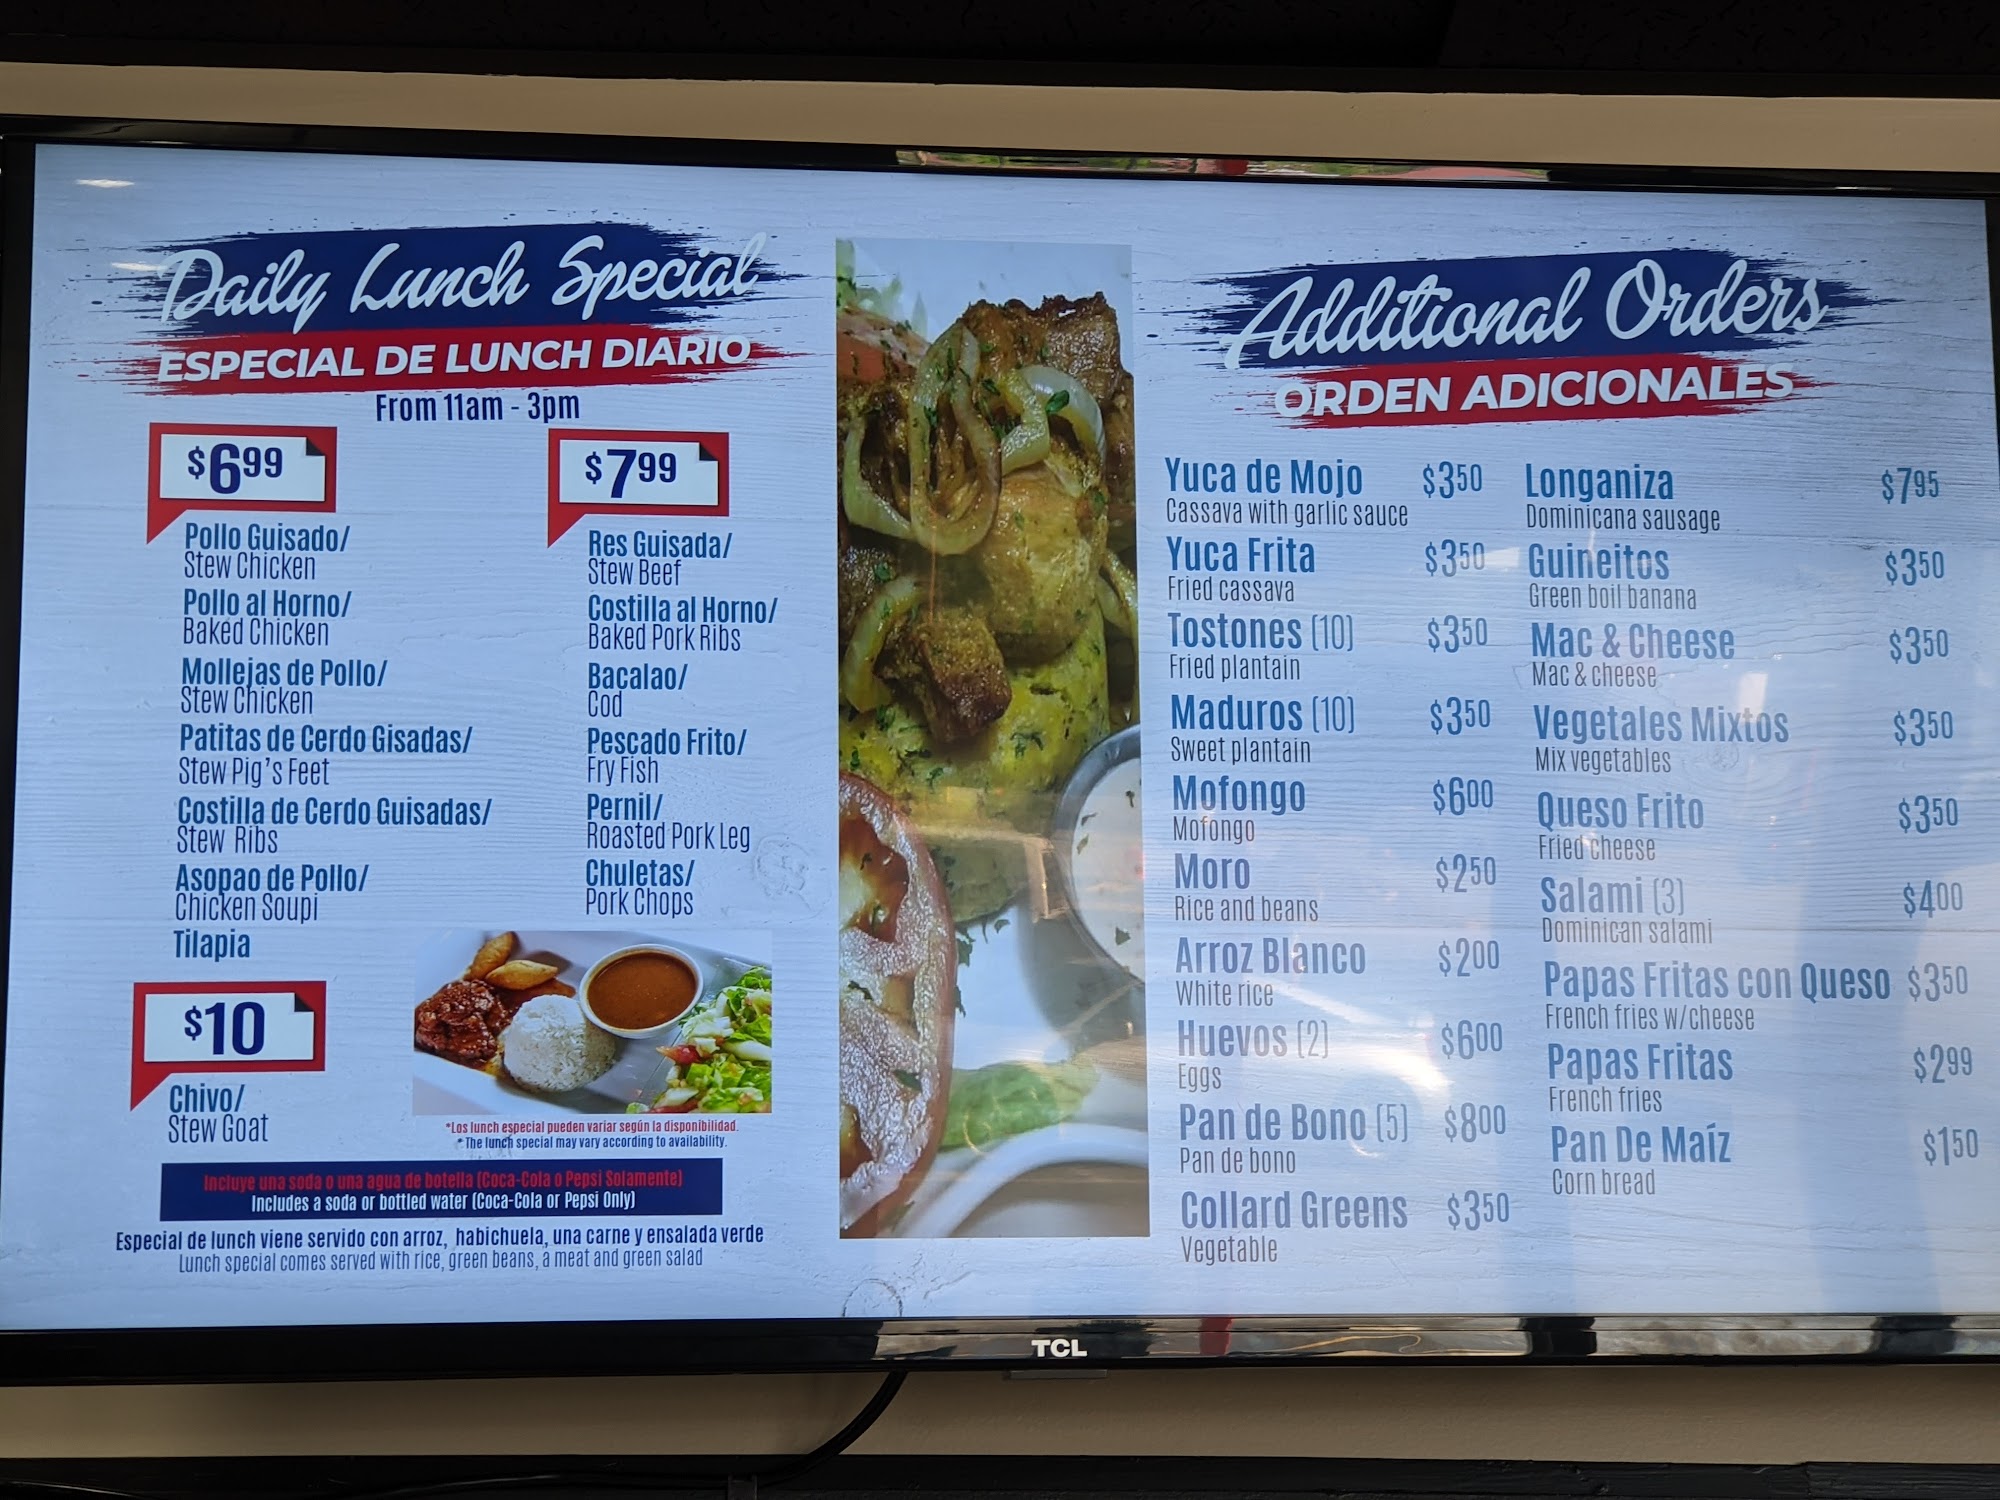 Daily Lunch Special
ESPECIAL DE LUNCH DIARIO
From 11am - 3pm
$6.99
Pollo Guisado/
Stew Chicken
Pollo al Horno/
Baked Chicken
Mollejas de Pollo/
Stew Chicken
Patitas de Cerdo Gisadas/
Stew Pig's Feet
Costilla de Cerdo Guisadas/
Stew Ribs
Asopao de Pollo/
Chicken Soupi
Tilapia
$10
Chivo/
Stew Goat
$7.99
Res Guisada/
Stew Beef
Costilla al Horno/
Baked Pork Ribs
Bacalao/
Cod
Pescado Frito/
Fry Fish
Pernil/
Roasted Pork Leg
Chuletas/
Pork Chops
*Los lunch especial pueden variar según la disponibilidad.
* The lunch special may vary according to availability.
Incluye una soda o una agua de botella (Coca-Cola o Pepsi Solamente)
Includes a soda or bottled water (Coca-Cola or Pepsi Only)
Especial de lunch viene servido con arroz, habichuela, una carne y ensalada verde
Lunch special comes served with rice, green beans, a meat and green salad
Additional Orders
ORDEN ADICIONALES
Yuca de Mojo $3.50
Cassava with garlic sauce
Yuca Frita $3.50
Fried cassava
Tostones (10) $3.50
Fried plantain
Maduros (10) $3.50
Sweet plantain
Mofongo $6.00
Mofongo
Moro $2.50
Rice and beans
Arroz Blanco $2.00
White rice
Huevos (2) $6.00
Eggs
Pan de Bono (5) $8.00
Pan de bono
Collard Greens $3.50
Vegetable
Longaniza $7.95
Dominicana sausage
Guineitos $3.50
Green boil banana
Mac & Cheese $3.50
Mac & cheese
Vegetales Mixtos $3.50
Mix vegetables
Queso Frito $3.50
Fried cheese
Salami (3) $4.00
Dominican salami
Papas Fritas con Queso $3.50
French fries w/cheese
Papas Fritas $2.99
French fries
Pan De Maíz $1.50
Corn bread
TCL